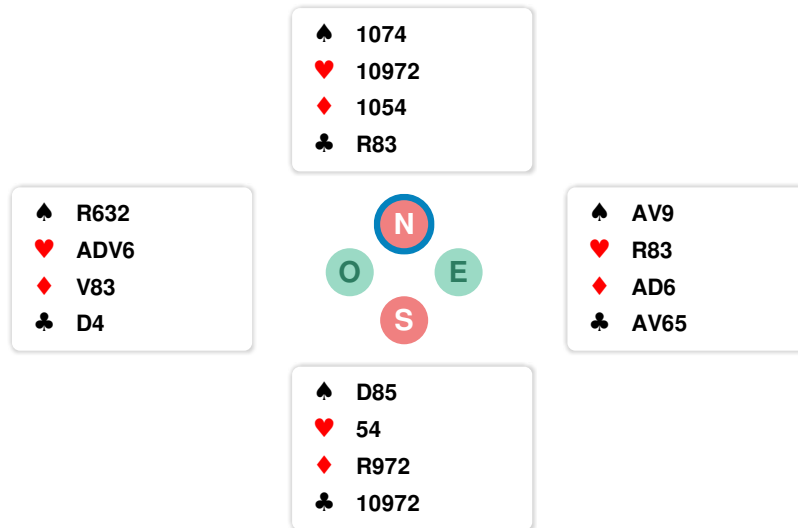 ♠ 1074
♥ 10972
♦ 1054
♣ R83
♠ R632
♥ ADV6
♦ V83
♣ D4
N
O E
S
♠ AV9
♥ R83
♦ AD6
♣ AV65
♠ D85
♥ 54
♦ R972
♣ 10972